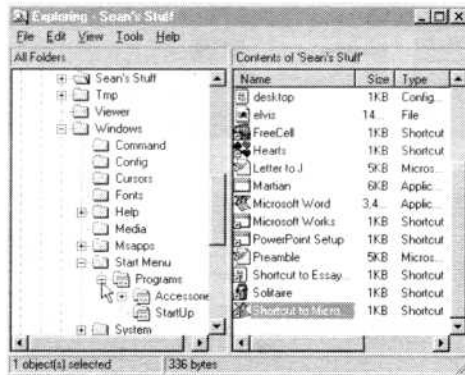 Exploring - Sean's Stuff
File Edit View Tools Help
All Folders
Contents of 'Sean's Stuff'
Sean's Stuff
Tmp
Viewer
Windows
Command
Config
Cursors
Fonts
Help
Media
Msapps
Start Menu
Programs
Accessorie
StartUp
System
Name Size Type
desktop 1KB Config...
elvis 14... File
FreeCell 1KB Shortcut
Hearts 1KB Shortcut
Letter to J 5KB Micros...
Martian 6KB Applic...
Microsoft Word 3,4... Applic...
Microsoft Works 1KB Shortcut
PowerPoint Setup 1KB Shortcut
Preamble 5KB Micros...
Shortcut to Essay... 1KB Shortcut
Solitaire 1KB Shortcut
Shortcut to Micro... 1KB Shortcut
1 object(s) selected 336 bytes